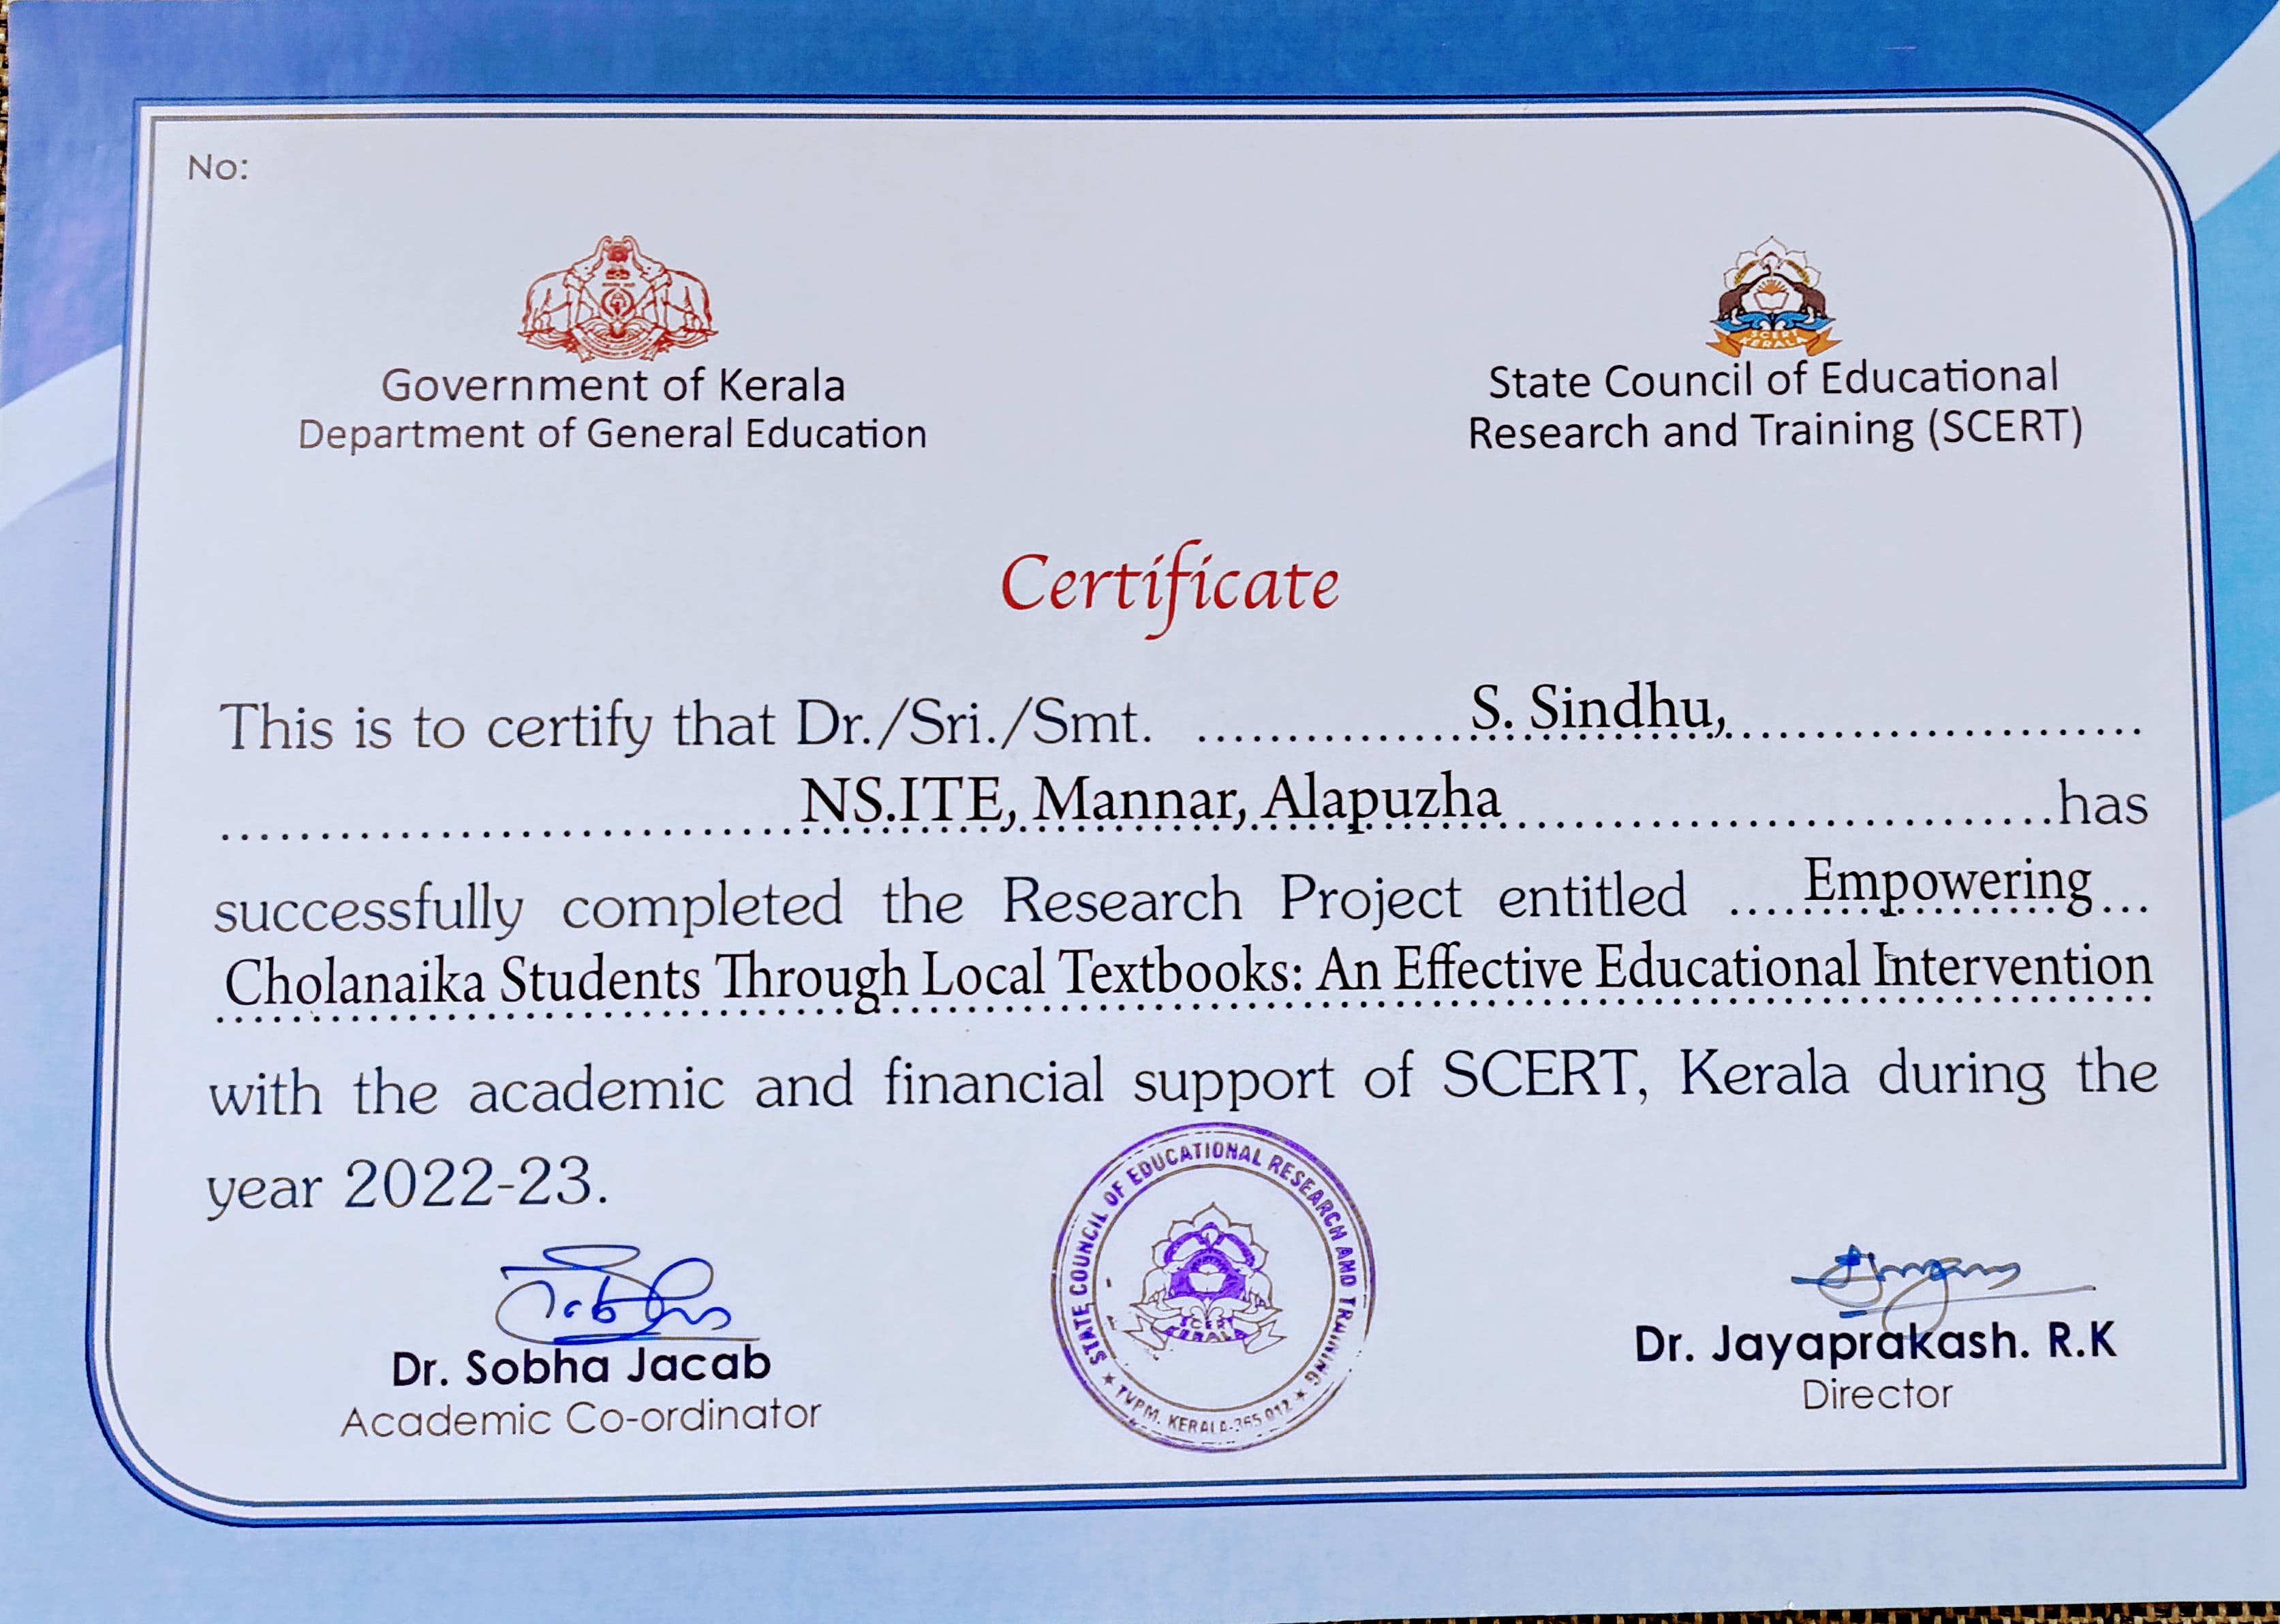 No:
Government of Kerala
Department of General Education
SCERT
KERALA
State Council of Educational
Research and Training (SCERT)
Certificate
This is to certify that Dr./Sri./Smt. S. Sindhu,
NS.ITE, Mannar, Alapuzha has
successfully completed the Research Project entitled Empowering
Cholanaika Students Through Local Textbooks: An Effective Educational Intervention
with the academic and financial support of SCERT, Kerala during the
year 2022-23.
STATE COUNCIL OF EDUCATIONAL RESEARCH AND TRAINING
SCERT
KERALA
★ TVPM. KERALA- 012 ★
Dr. Sobha Jacab
Academic Co-ordinator
Dr. Jayaprakash. R.K
Director